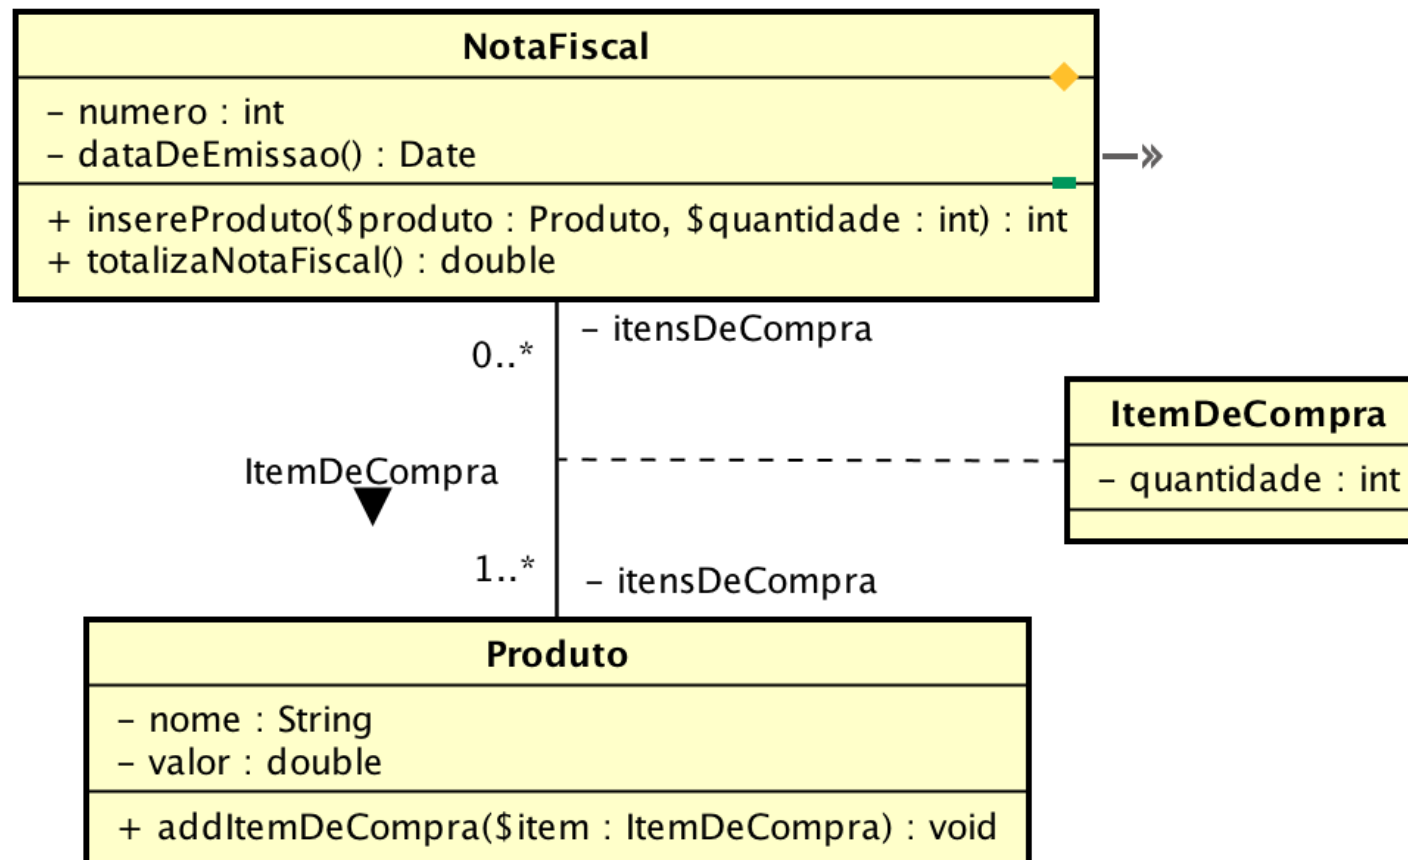 NotaFiscal
– numero : int
– dataDeEmissao() : Date
+ insereProduto($produto : Produto, $quantidade : int) : int
+ totalizaNotaFiscal() : double
– itensDeCompra
0..*
ItemDeCompra
– quantidade : int
ItemDeCompra
1..*
– itensDeCompra
Produto
– nome : String
– valor : double
+ addItemDeCompra($item : ItemDeCompra) : void